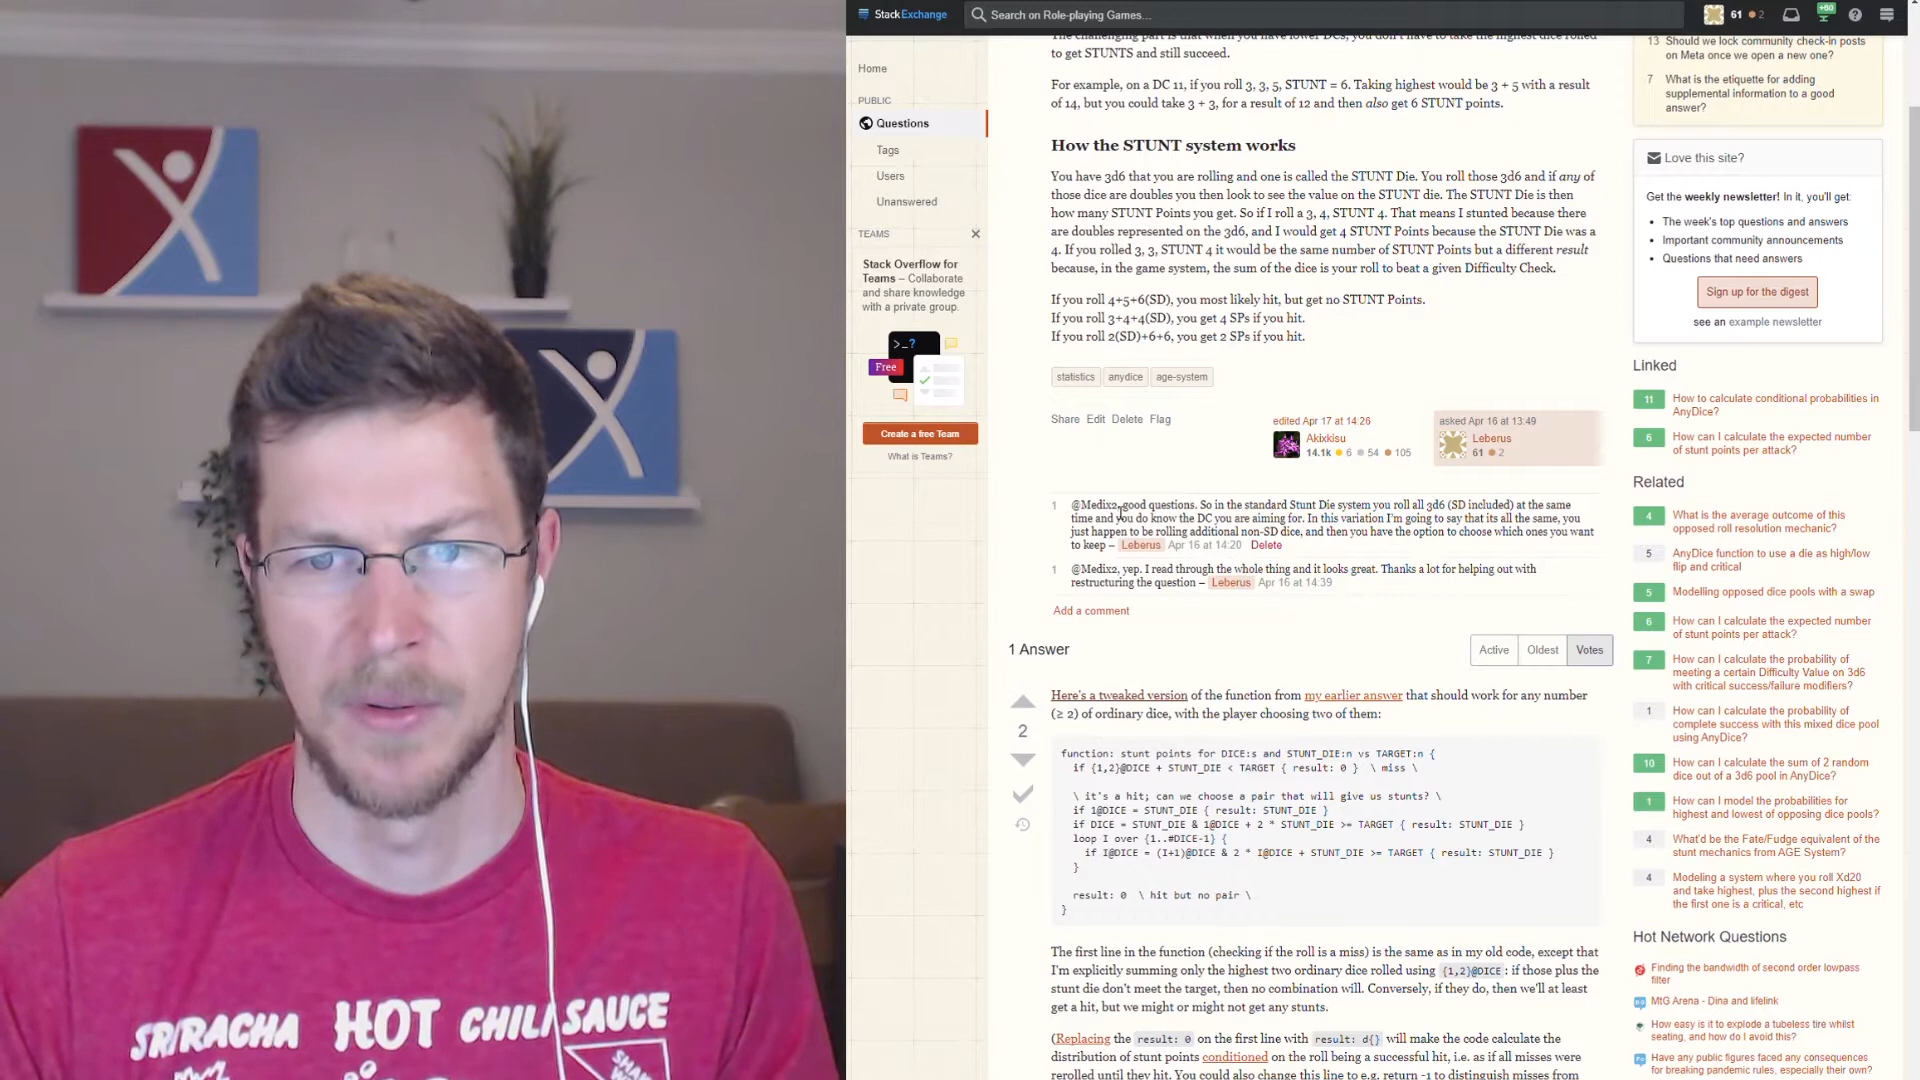 StackExchange
Search on Role-playing Games...
61 2
+60
Home
PUBLIC
Questions
Tags
Users
Unanswered
TEAMS
Stack Overflow for
Teams – Collaborate
and share knowledge
with a private group.
>_?
Free
Create a free Team
What is Teams?
to get STUNTS and still succeed.
For example, on a DC 11, if you roll 3, 3, 5, STUNT = 6. Taking highest would be 3 + 5 with a result
of 14, but you could take 3 + 3, for a result of 12 and then also get 6 STUNT points.
How the STUNT system works
You have 3d6 that you are rolling and one is called the STUNT Die. You roll those 3d6 and if any of
those dice are doubles you then look to see the value on the STUNT die. The STUNT Die is then
how many STUNT Points you get. So if I roll a 3, 4, STUNT 4. That means I stunted because there
are doubles represented on the 3d6, and I would get 4 STUNT Points because the STUNT Die was a
4. If you rolled 3, 3, STUNT 4 it would be the same number of STUNT Points but a different result
because, in the game system, the sum of the dice is your roll to beat a given Difficulty Check.
If you roll 4+5+6(SD), you most likely hit, but get no STUNT Points.
If you roll 3+4+4(SD), you get 4 SPs if you hit.
If you roll 2(SD)+6+6, you get 2 SPs if you hit.
statistics anydice age-system
Share Edit Delete Flag
edited Apr 17 at 14:26
Akixkisu
14.1k 6 54 105
asked Apr 16 at 13:49
Leberus
61 2
1 @Medix2, good questions. So in the standard Stunt Die system you roll all 3d6 (SD included) at the same
time and you do know the DC you are aiming for. In this variation I'm going to say that its all the same, you
just happen to be rolling additional non-SD dice, and then you have the option to choose which ones you want
to keep – Leberus Apr 16 at 14:20 Delete
1 @Medix2, yep. I read through the whole thing and it looks great. Thanks a lot for helping out with
restructuring the question – Leberus Apr 16 at 14:39
Add a comment
1 Answer
Active Oldest Votes
2
Here's a tweaked version of the function from my earlier answer that should work for any number
(≥ 2) of ordinary dice, with the player choosing two of them:
function: stunt points for DICE:s and STUNT_DIE:n vs TARGET:n {
if {1,2}@DICE + STUNT_DIE < TARGET { result: 0 } \ miss \
\ it's a hit; can we choose a pair that will give us stunts? \
if 1@DICE = STUNT_DIE { result: STUNT_DIE }
if DICE = STUNT_DIE & 1@DICE + 2 * STUNT_DIE >= TARGET { result: STUNT_DIE }
loop I over {1..#DICE-1} {
if I@DICE = (I+1)@DICE & 2 * I@DICE + STUNT_DIE >= TARGET { result: STUNT_DIE }
}
result: 0 \ hit but no pair \
}
The first line in the function (checking if the roll is a miss) is the same as in my old code, except that
I'm explicitly summing only the highest two ordinary dice rolled using {1,2}@DICE : if those plus the
stunt die don't meet the target, then no combination will. Conversely, if they do, then we'll at least
get a hit, but we might or might not get any stunts.
(Replacing the result: 0 on the first line with result: d{} will make the code calculate the
distribution of stunt points conditioned on the roll being a successful hit, i.e. as if all misses were
rerolled until they hit. You could also change this line to e.g. return -1 to distinguish misses from
13 Should we lock community check-in posts
on Meta once we open a new one?
7 What is the etiquette for adding
supplemental information to a good
answer?
Love this site?
Get the weekly newsletter! In it, you'll get:
The week's top questions and answers
Important community announcements
Questions that need answers
Sign up for the digest
see an example newsletter
Linked
11 How to calculate conditional probabilities in
AnyDice?
6 How can I calculate the expected number
of stunt points per attack?
Related
4 What is the average outcome of this
opposed roll resolution mechanic?
5 AnyDice function to use a die as high/low
flip and critical
5 Modelling opposed dice pools with a swap
6 How can I calculate the expected number
of stunt points per attack?
7 How can I calculate the probability of
meeting a certain Difficulty Value on 3d6
with critical success/failure modifiers?
1 How can I calculate the probability of
complete success with this mixed dice pool
using AnyDice?
10 How can I calculate the sum of 2 random
dice out of a 3d6 pool in AnyDice?
1 How can I model the probabilities for
highest and lowest of opposing dice pools?
4 What'd be the Fate/Fudge equivalent of the
stunt mechanics from AGE System?
4 Modeling a system where you roll Xd20
and take highest, plus the second highest if
the first one is a critical, etc
Hot Network Questions
Finding the bandwidth of second order lowpass
filter
MtG Arena - Dina and lifelink
How easy is it to explode a tubeless tire whilst
seating, and how do I avoid this?
Have any public figures faced any consequences
for breaking pandemic rules, especially their own?
SRIRACHA HOT CHILI SAUCE